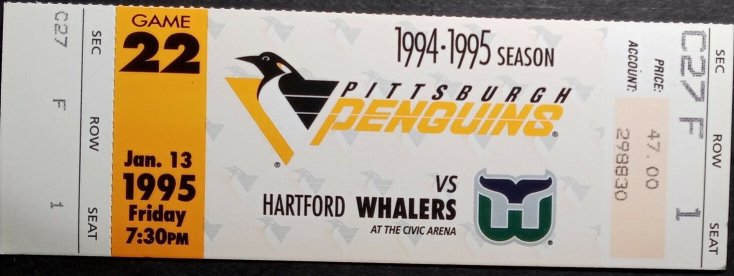 SEC ROW SEAT
C27 F 1
GAME
22
Jan. 13
1995
Friday
7:30PM
1994·1995 SEASON
PITTSBURGH
PENGUINS®
VS
HARTFORD WHALERS
AT THE CIVIC ARENA
PRICE: 47.00
ACCOUNT: 298830
SEC ROW SEAT
C27 F 1